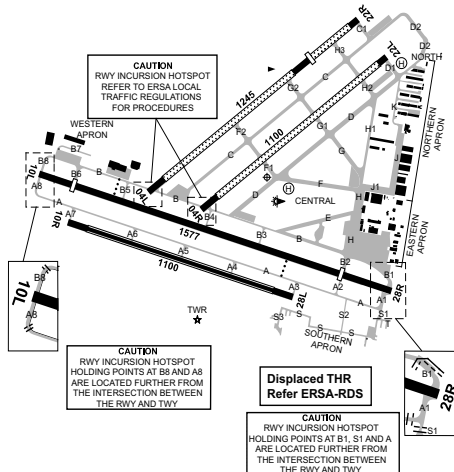 22R
C1
D2
H3
22L
D2
C
D1
H
NORTH
CAUTION
RWY INCURSION HOTSPOT
REFER TO ERSA LOCAL
TRAFFIC REGULATIONS
FOR PROCEDURES
1245
G2
K
C
F2
1100
G1
H1
D
NORTHERN
APRON
G
J
WESTERN
APRON
B7
C
F1
B8
10L
B6
B
B5
04L
B
04R
B4
D
H
F
CENTRAL
J1
H
A8
A
A7
10R
1577
E
B3
B
H
EASTERN
APRON
A6
A5
A4
A
1100
B2
B1
28R
A3
28L
A2
A
A1
S1
B8
10L
A8
TWR
S3
S
S
S2
S
SOUTHERN
APRON
B1
28R
A1
S1
CAUTION
RWY INCURSION HOTSPOT
HOLDING POINTS AT B8 AND A8
ARE LOCATED FURTHER FROM
THE INTERSECTION BETWEEN
THE RWY AND TWY
Displaced THR
Refer ERSA-RDS
CAUTION
RWY INCURSION HOTSPOT
HOLDING POINTS AT B1, S1 AND A
ARE LOCATED FURTHER FROM
THE INTERSECTION BETWEEN
THE RWY AND TWY